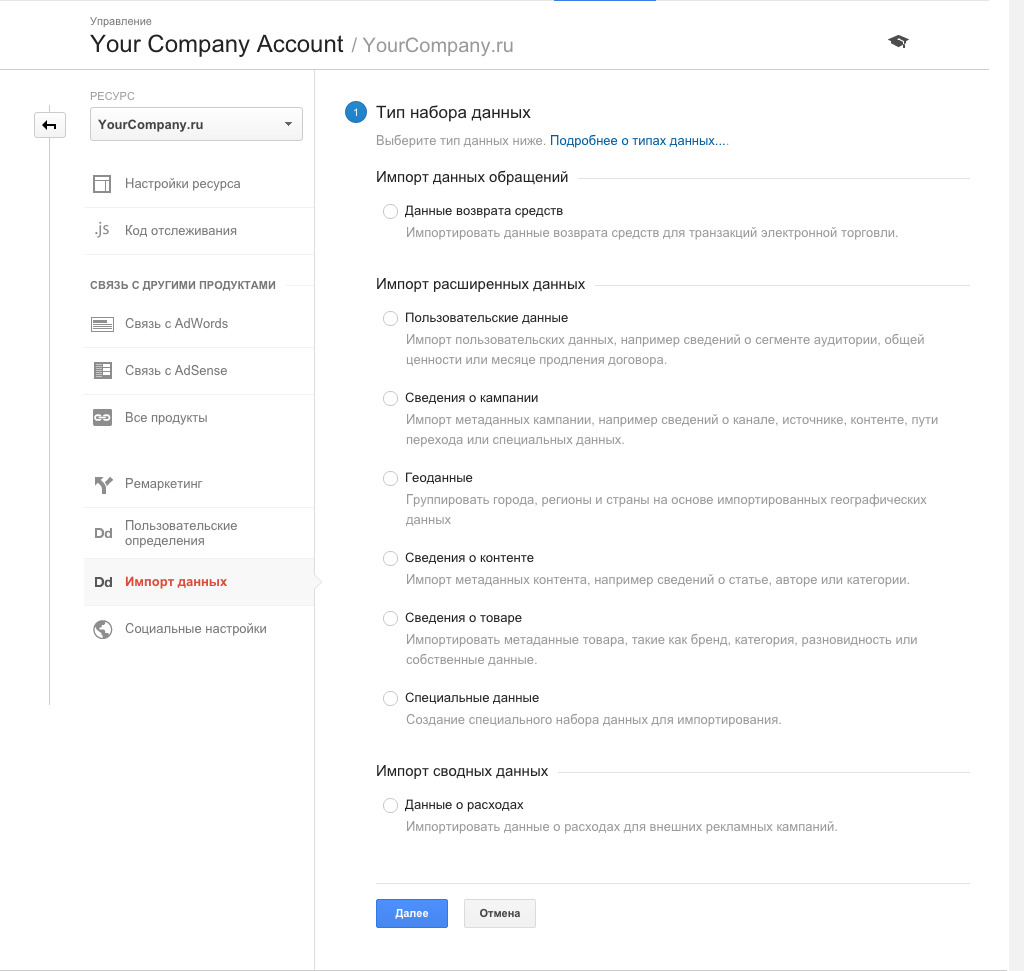 Управление
Your Company Account / YourCompany.ru
РЕСУРС
YourCompany.ru
Настройки ресурса
.js Код отслеживания
СВЯЗЬ С ДРУГИМИ ПРОДУКТАМИ
Связь с AdWords
Связь с AdSense
Все продукты
Ремаркетинг
Dd Пользовательские
определения
Dd Импорт данных
Социальные настройки
1 Тип набора данных
Выберите тип данных ниже. Подробнее о типах данных....
Импорт данных обращений
Данные возврата средств
Импортировать данные возврата средств для транзакций электронной торговли.
Импорт расширенных данных
Пользовательские данные
Импорт пользовательских данных, например сведений о сегменте аудитории, общей
ценности или месяце продления договора.
Сведения о кампании
Импорт метаданных кампании, например сведений о канале, источнике, контенте, пути
перехода или специальных данных.
Геоданные
Группировать города, регионы и страны на основе импортированных географических
данных
Сведения о контенте
Импорт метаданных контента, например сведений о статье, авторе или категории.
Сведения о товаре
Импортировать метаданные товара, такие как бренд, категория, разновидность или
собственные данные.
Специальные данные
Создание специального набора данных для импортирования.
Импорт сводных данных
Данные о расходах
Импортировать данные о расходах для внешних рекламных кампаний.
Далее
Отмена